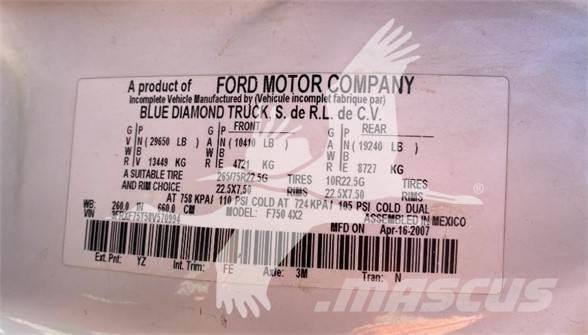 A product of FORD MOTOR COMPANY
Incomplete Vehicle Manufactured by (Vehicule incomplet fabrique par)
BLUE DIAMOND TRUCK, S. de R.L. de C.V.
FRONT REAR
G P G P G P
V N (29650 LB) A B (10410 LB) A B (19240 LB)
W B W E W E
R V 13449 KG R 4721 KG R 8727 KG
A SUITABLE TIRE 265/75R22.5G TIRES 10R22.5G TIRES
AND RIM CHOICE 22.5X7.50 RIMS 22.5X7.50 RIMS
AT 758 KPA/ 110 PSI COLD AT 724 KPA/ 105 PSI COLD DUAL
WB: 260.0 IN 660.0 CM MODEL: F750 4X2 ASSEMBLED IN MEXICO
VIN MFD ON Apr-16-2007
Ext. Pnt: YZ Int. Trim: FE Axle: 3M Tran: N
MASCUS